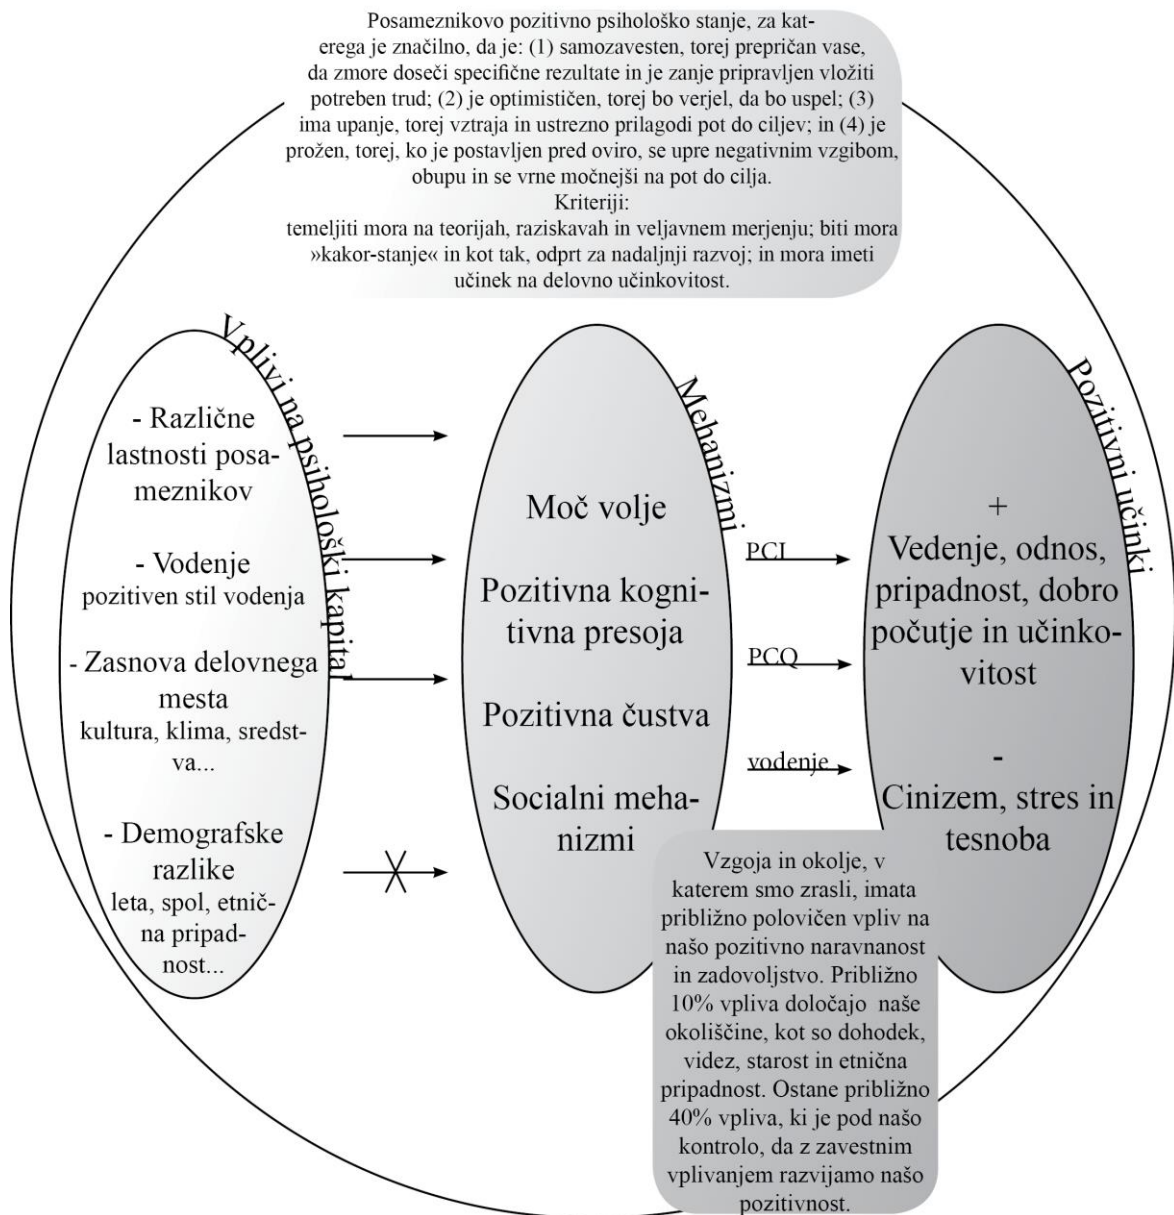 Posameznikovo pozitivno psihološko stanje, za kat-
erega je značilno, da je: (1) samozavesten, torej prepričan vase,
da zmore doseči specifične rezultate in je zanje pripravljen vložiti
potreben trud; (2) je optimističen, torej bo verjel, da bo uspel; (3)
ima upanje, torej vztraja in ustrezno prilagodi pot do ciljev; in (4) je
prožen, torej, ko je postavljen pred oviro, se upre negativnim vzgibom,
obupu in se vrne močnejši na pot do cilja.
Kriteriji:
temeljiti mora na teorijah, raziskavah in veljavnem merjenju; biti mora
»kakor-stanje« in kot tak, odprt za nadaljnji razvoj; in mora imeti
učinek na delovno učinkovitost.
Vplivi na psihološki kapital
- Različne
lastnosti posa-
meznikov
- Vodenje
pozitiven stil vodenja
- Zasnova delovnega
mesta
kultura, klima, sredst-
va...
- Demografske
razlike
leta, spol, etnič-
na pripad-
nost...
Mehanizmi
Moč volje
Pozitivna kogni-
tivna presoja
Pozitivna čustva
Socialni meha-
nizmi
PCI
PCQ
vodenje
Pozitivni učinki
+
Vedenje, odnos,
pripadnost, dobro
počutje in učinko-
vitost
-
Cinizem, stres in
tesnoba
Vzgoja in okolje, v
katerem smo zrasli, imata
približno polovičen vpliv na
našo pozitivno naravnanost
in zadovoljstvo. Približno
10% vpliva določajo naše
okoliščine, kot so dohodek,
videz, starost in etnična
pripadnost. Ostane približno
40% vpliva, ki je pod našo
kontrolo, da z zavestnim
vplivanjem razvijamo našo
pozitivnost.